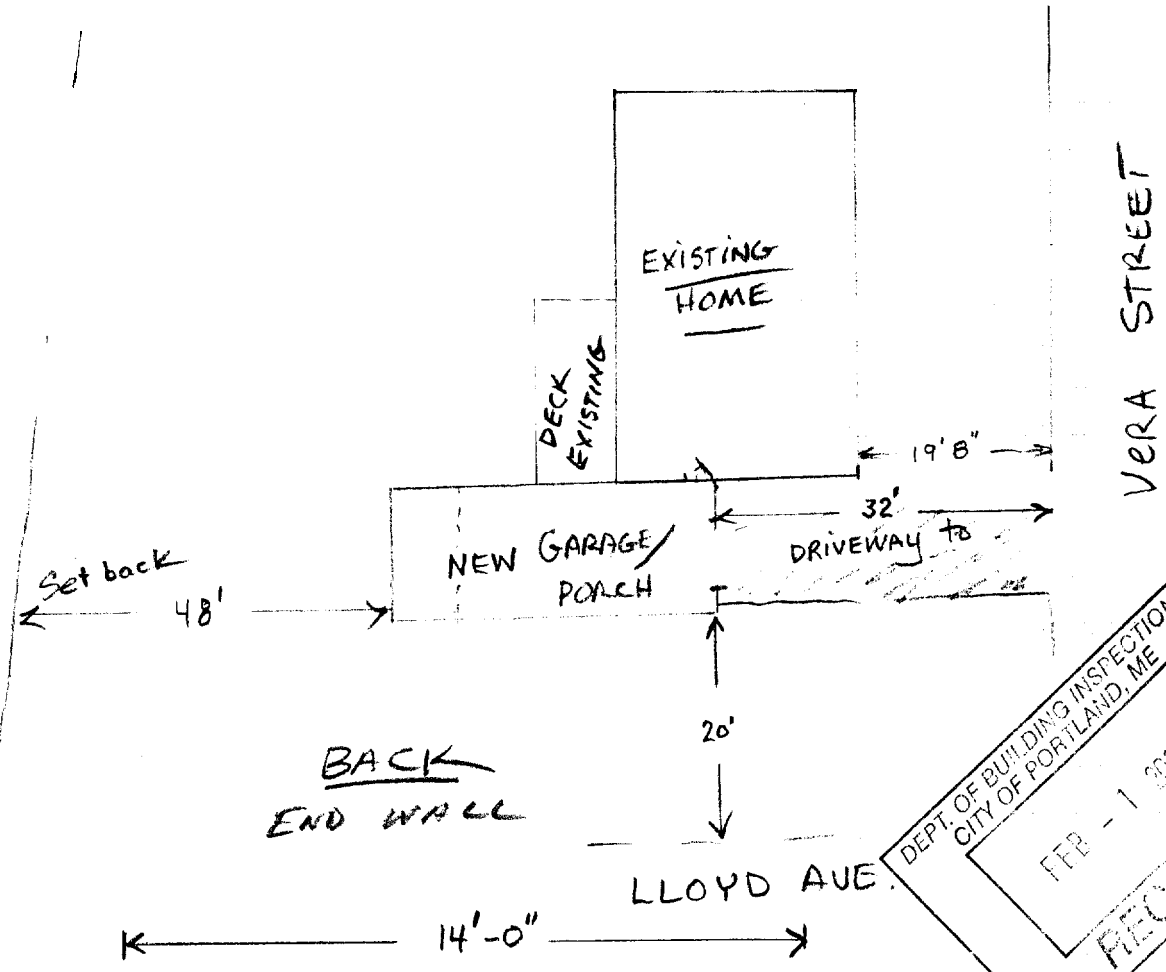 EXISTING
HOME
VERA STREET
DECK
EXISTING
19'8"
32'
NEW GARAGE/
PORCH
DRIVEWAY to
Set back
48'
20'
BACK
END WALL
LLOYD AVE.
14'-0"
DEPT. OF BUILDING INSPECTION
CITY OF PORTLAND, ME
FEB - 1